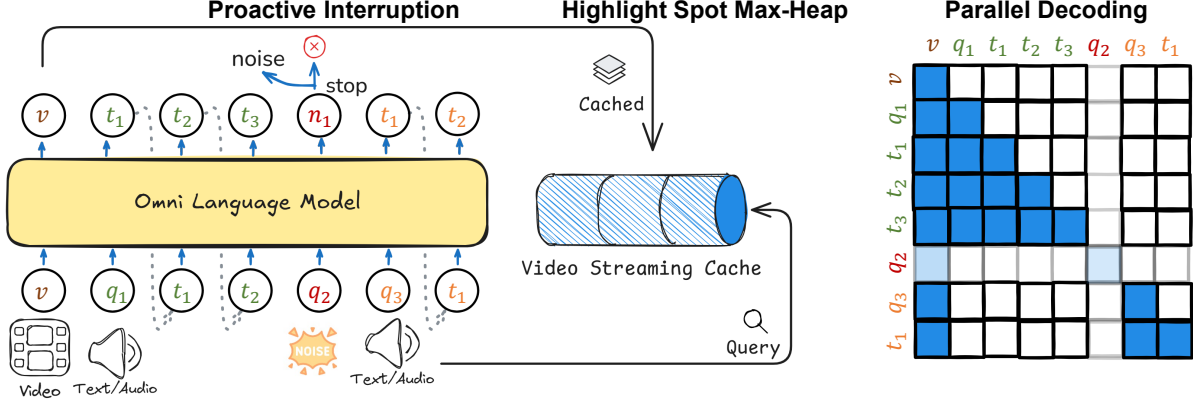 Proactive Interruption
Highlight Spot Max-Heap
Parallel Decoding
noise
stop
v t₁ t₂ t₃ n₁ t₁ t₂
Omni Language Model
v q₁ t₁ t₂ q₂ q₃ t₁
Video
Text/Audio
NOISE
Text/Audio
Cached
Video Streaming Cache
Query
v q₁ t₁ t₂ t₃ q₂ q₃ t₁
v
q₁
t₁
t₂
t₃
q₂
q₃
t₁